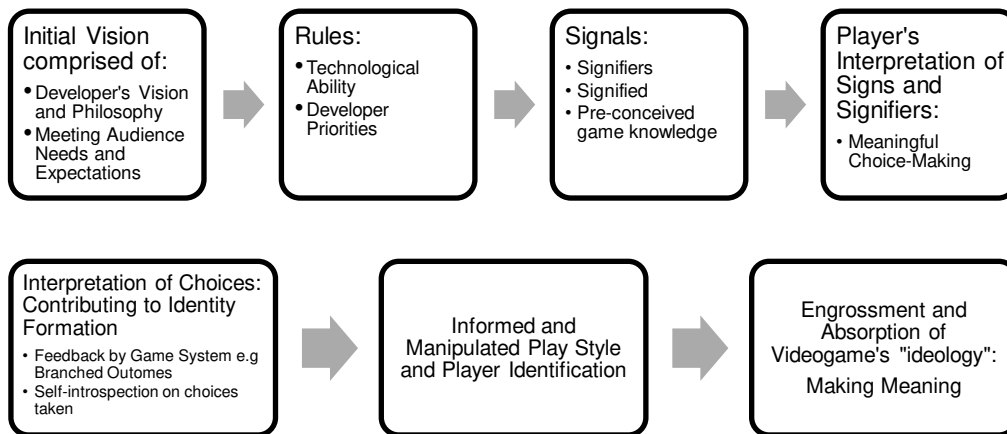 Initial Vision
comprised of:
• Developer's Vision
and Philosophy
• Meeting Audience
Needs and
Expectations
Rules:
• Technological
Ability
• Developer
Priorities
Signals:
• Signifiers
• Signified
• Pre-conceived
game knowledge
Player's
Interpretation of
Signs and
Signifiers:
• Meaningful
Choice-Making
Interpretation of Choices:
Contributing to Identity
Formation
• Feedback by Game System e.g
Branched Outomes
• Self-introspection on choices
taken
Informed and
Manipulated Play Style
and Player Identification
Engrossment and
Absorption of
Videogame's "ideology":
Making Meaning